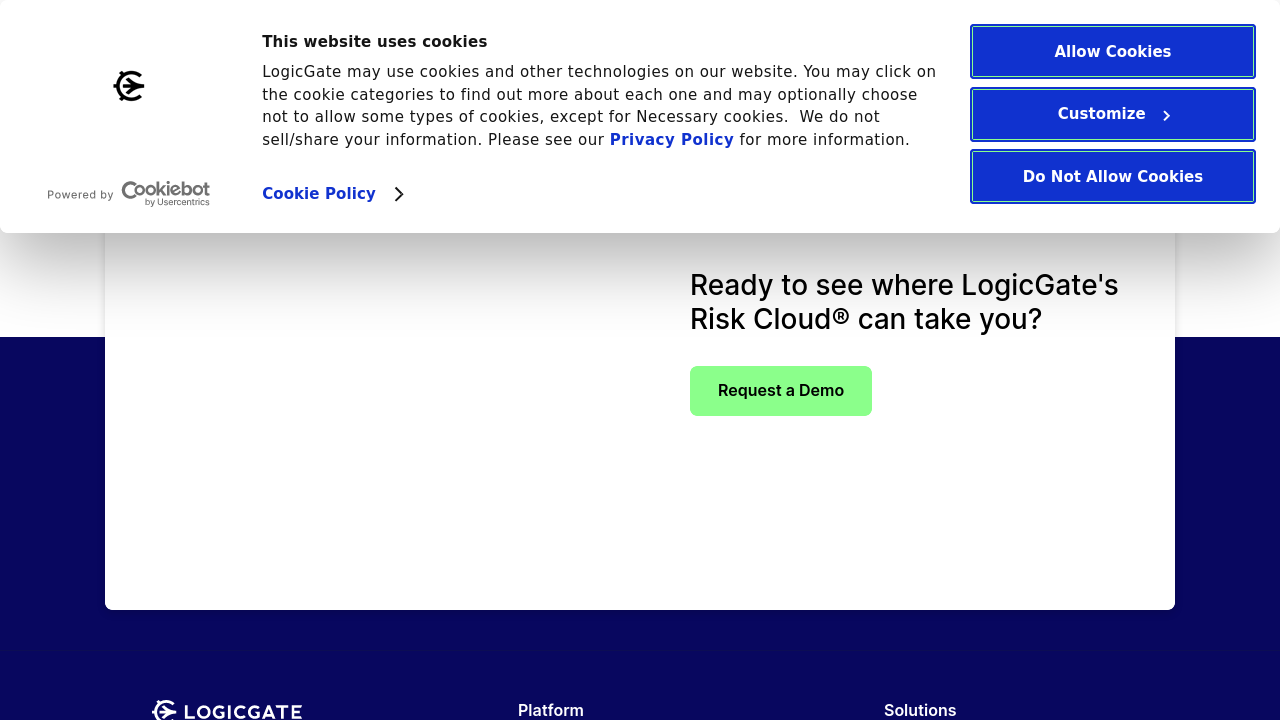 This website uses cookies
LogicGate may use cookies and other technologies on our website. You may click on
the cookie categories to find out more about each one and may optionally choose
not to allow some types of cookies, except for Necessary cookies.  We do not
sell/share your information. Please see our Privacy Policy for more information.
Cookie Policy
Powered by Cookiebot
by Usercentrics
Allow Cookies
Customize
Do Not Allow Cookies
Ready to see where LogicGate's
Risk Cloud® can take you?
Request a Demo
LOGICGATE
Platform
Solutions